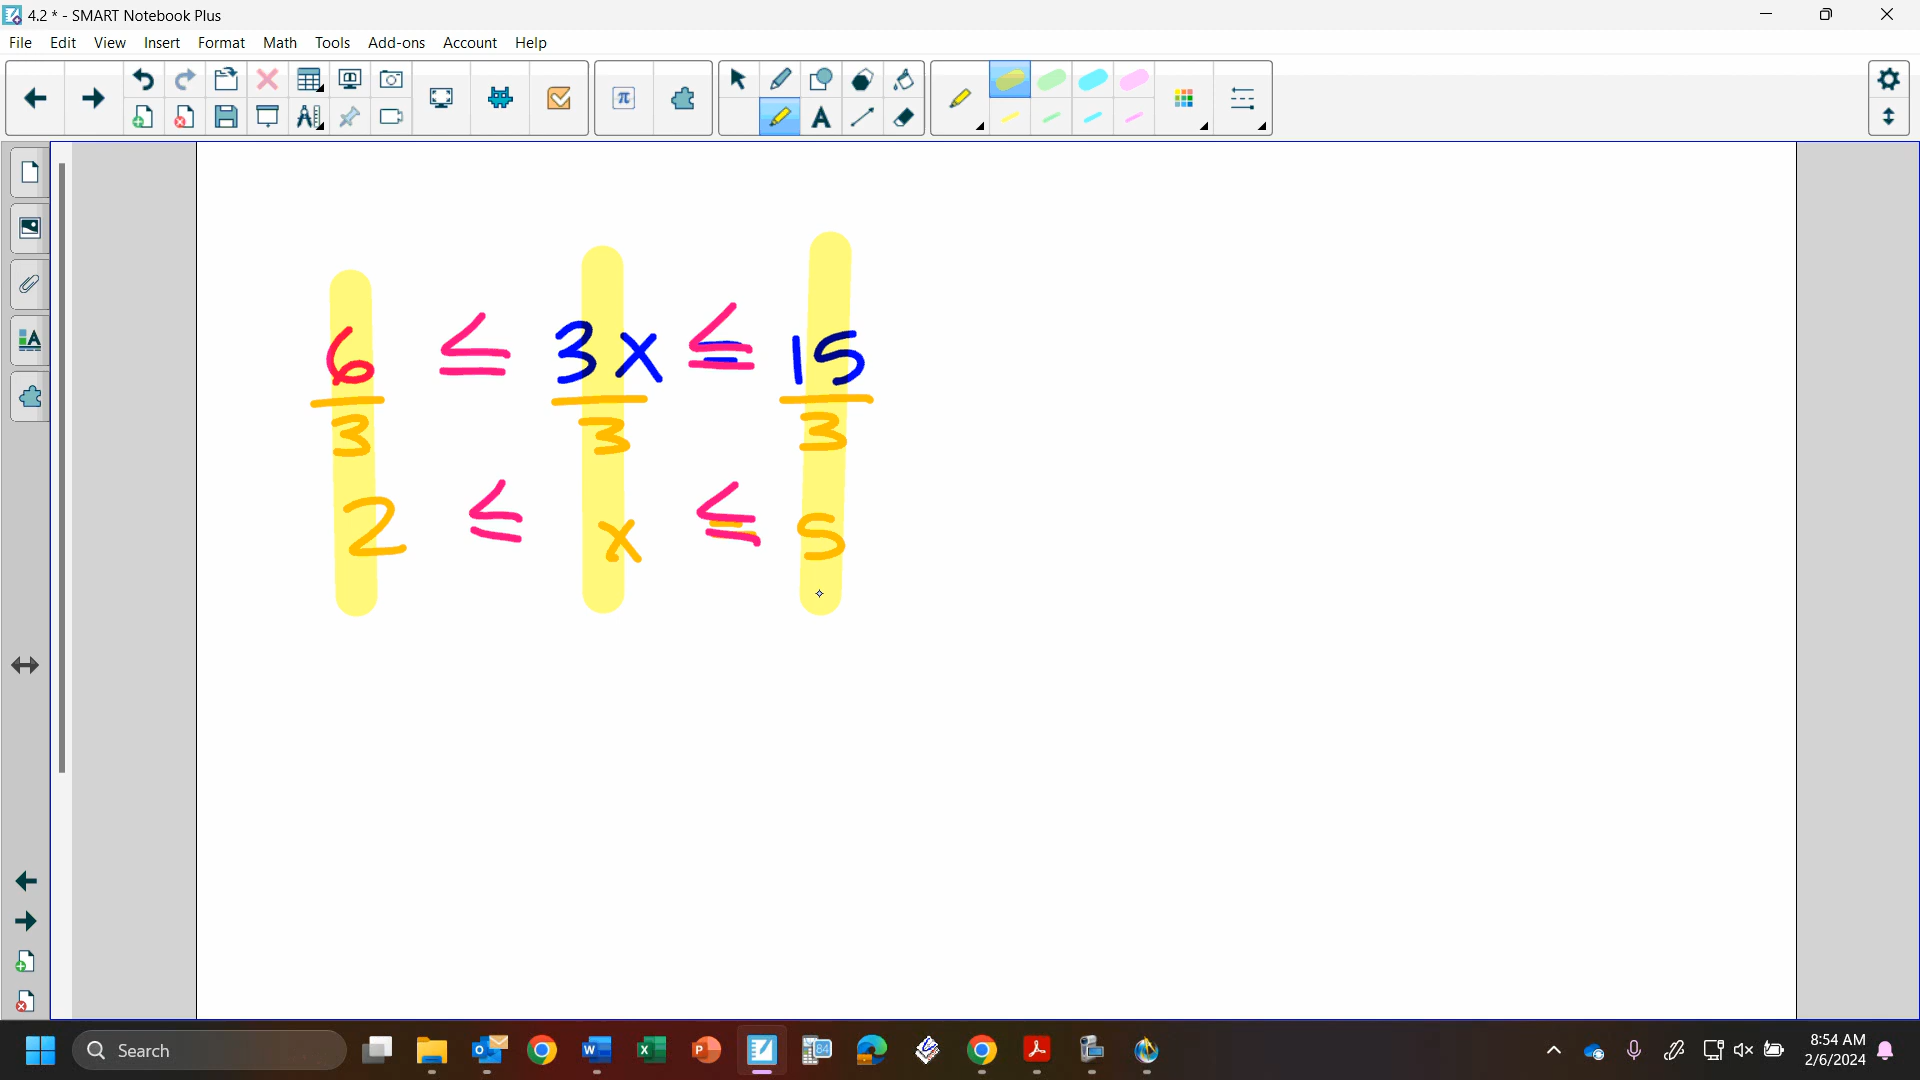 4.2 * - SMART Notebook Plus
File Edit View Insert Format Math Tools Add-ons Account Help
π
A
A
6 ≤ 3x ≤ 15
3 3 3
2 ≤ x ≤ 5
Search
84
8:54 AM
2/6/2024